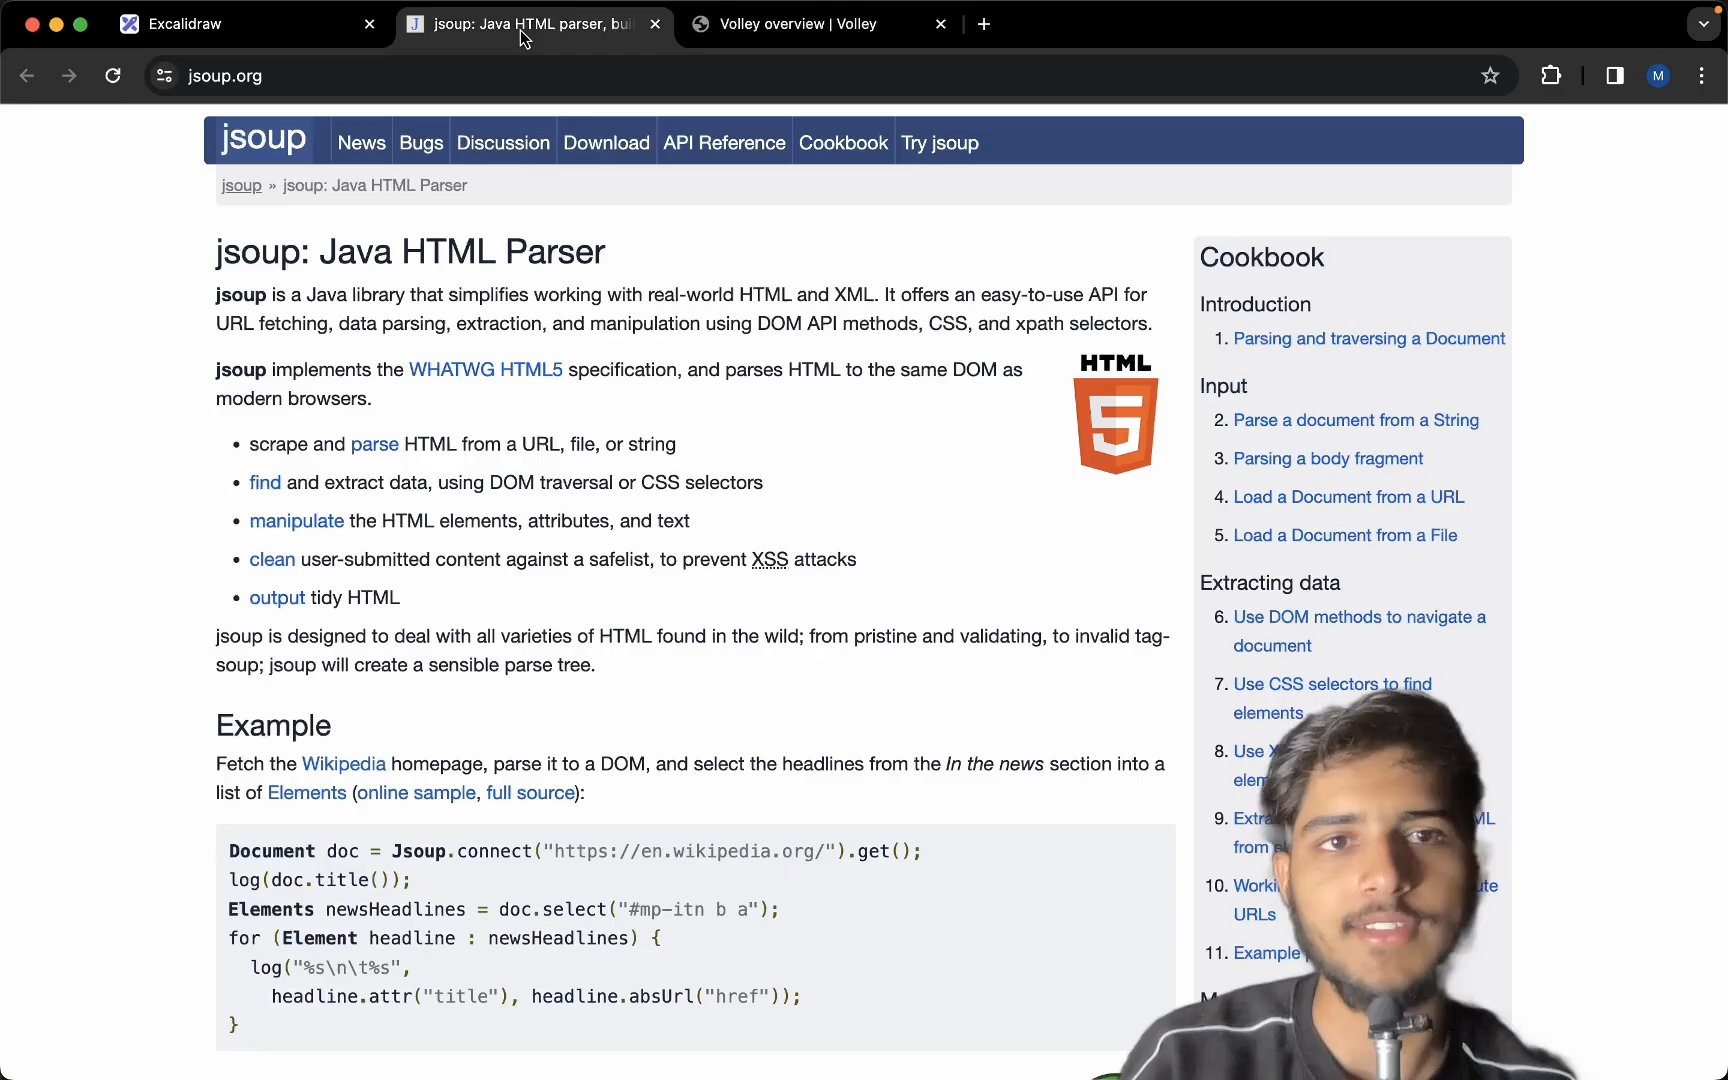 Excalidraw
jsoup: Java HTML parser, bui
Volley overview | Volley
jsoup.org
M
jsoup
News
Bugs
Discussion
Download
API Reference
Cookbook
Try jsoup
jsoup » jsoup: Java HTML Parser
jsoup: Java HTML Parser
jsoup is a Java library that simplifies working with real-world HTML and XML. It offers an easy-to-use API for
URL fetching, data parsing, extraction, and manipulation using DOM API methods, CSS, and xpath selectors.
jsoup implements the WHATWG HTML5 specification, and parses HTML to the same DOM as
modern browsers.
HTML
5
• scrape and parse HTML from a URL, file, or string
• find and extract data, using DOM traversal or CSS selectors
• manipulate the HTML elements, attributes, and text
• clean user-submitted content against a safelist, to prevent XSS attacks
• output tidy HTML
jsoup is designed to deal with all varieties of HTML found in the wild; from pristine and validating, to invalid tag-
soup; jsoup will create a sensible parse tree.
Example
Fetch the Wikipedia homepage, parse it to a DOM, and select the headlines from the In the news section into a
list of Elements (online sample, full source):
Document doc = Jsoup.connect("https://en.wikipedia.org/").get();
log(doc.title());
Elements newsHeadlines = doc.select("#mp-itn b a");
for (Element headline : newsHeadlines) {
log("%s\n\t%s",
headline.attr("title"), headline.absUrl("href"));
}
Cookbook
Introduction
1. Parsing and traversing a Document
Input
2. Parse a document from a String
3. Parsing a body fragment
4. Load a Document from a URL
5. Load a Document from a File
Extracting data
6. Use DOM methods to navigate a
document
7. Use CSS selectors to find
elements
8. Use X
elem
9. Extra ML
from el
10. Worki ute
URLs
11. Example p
M